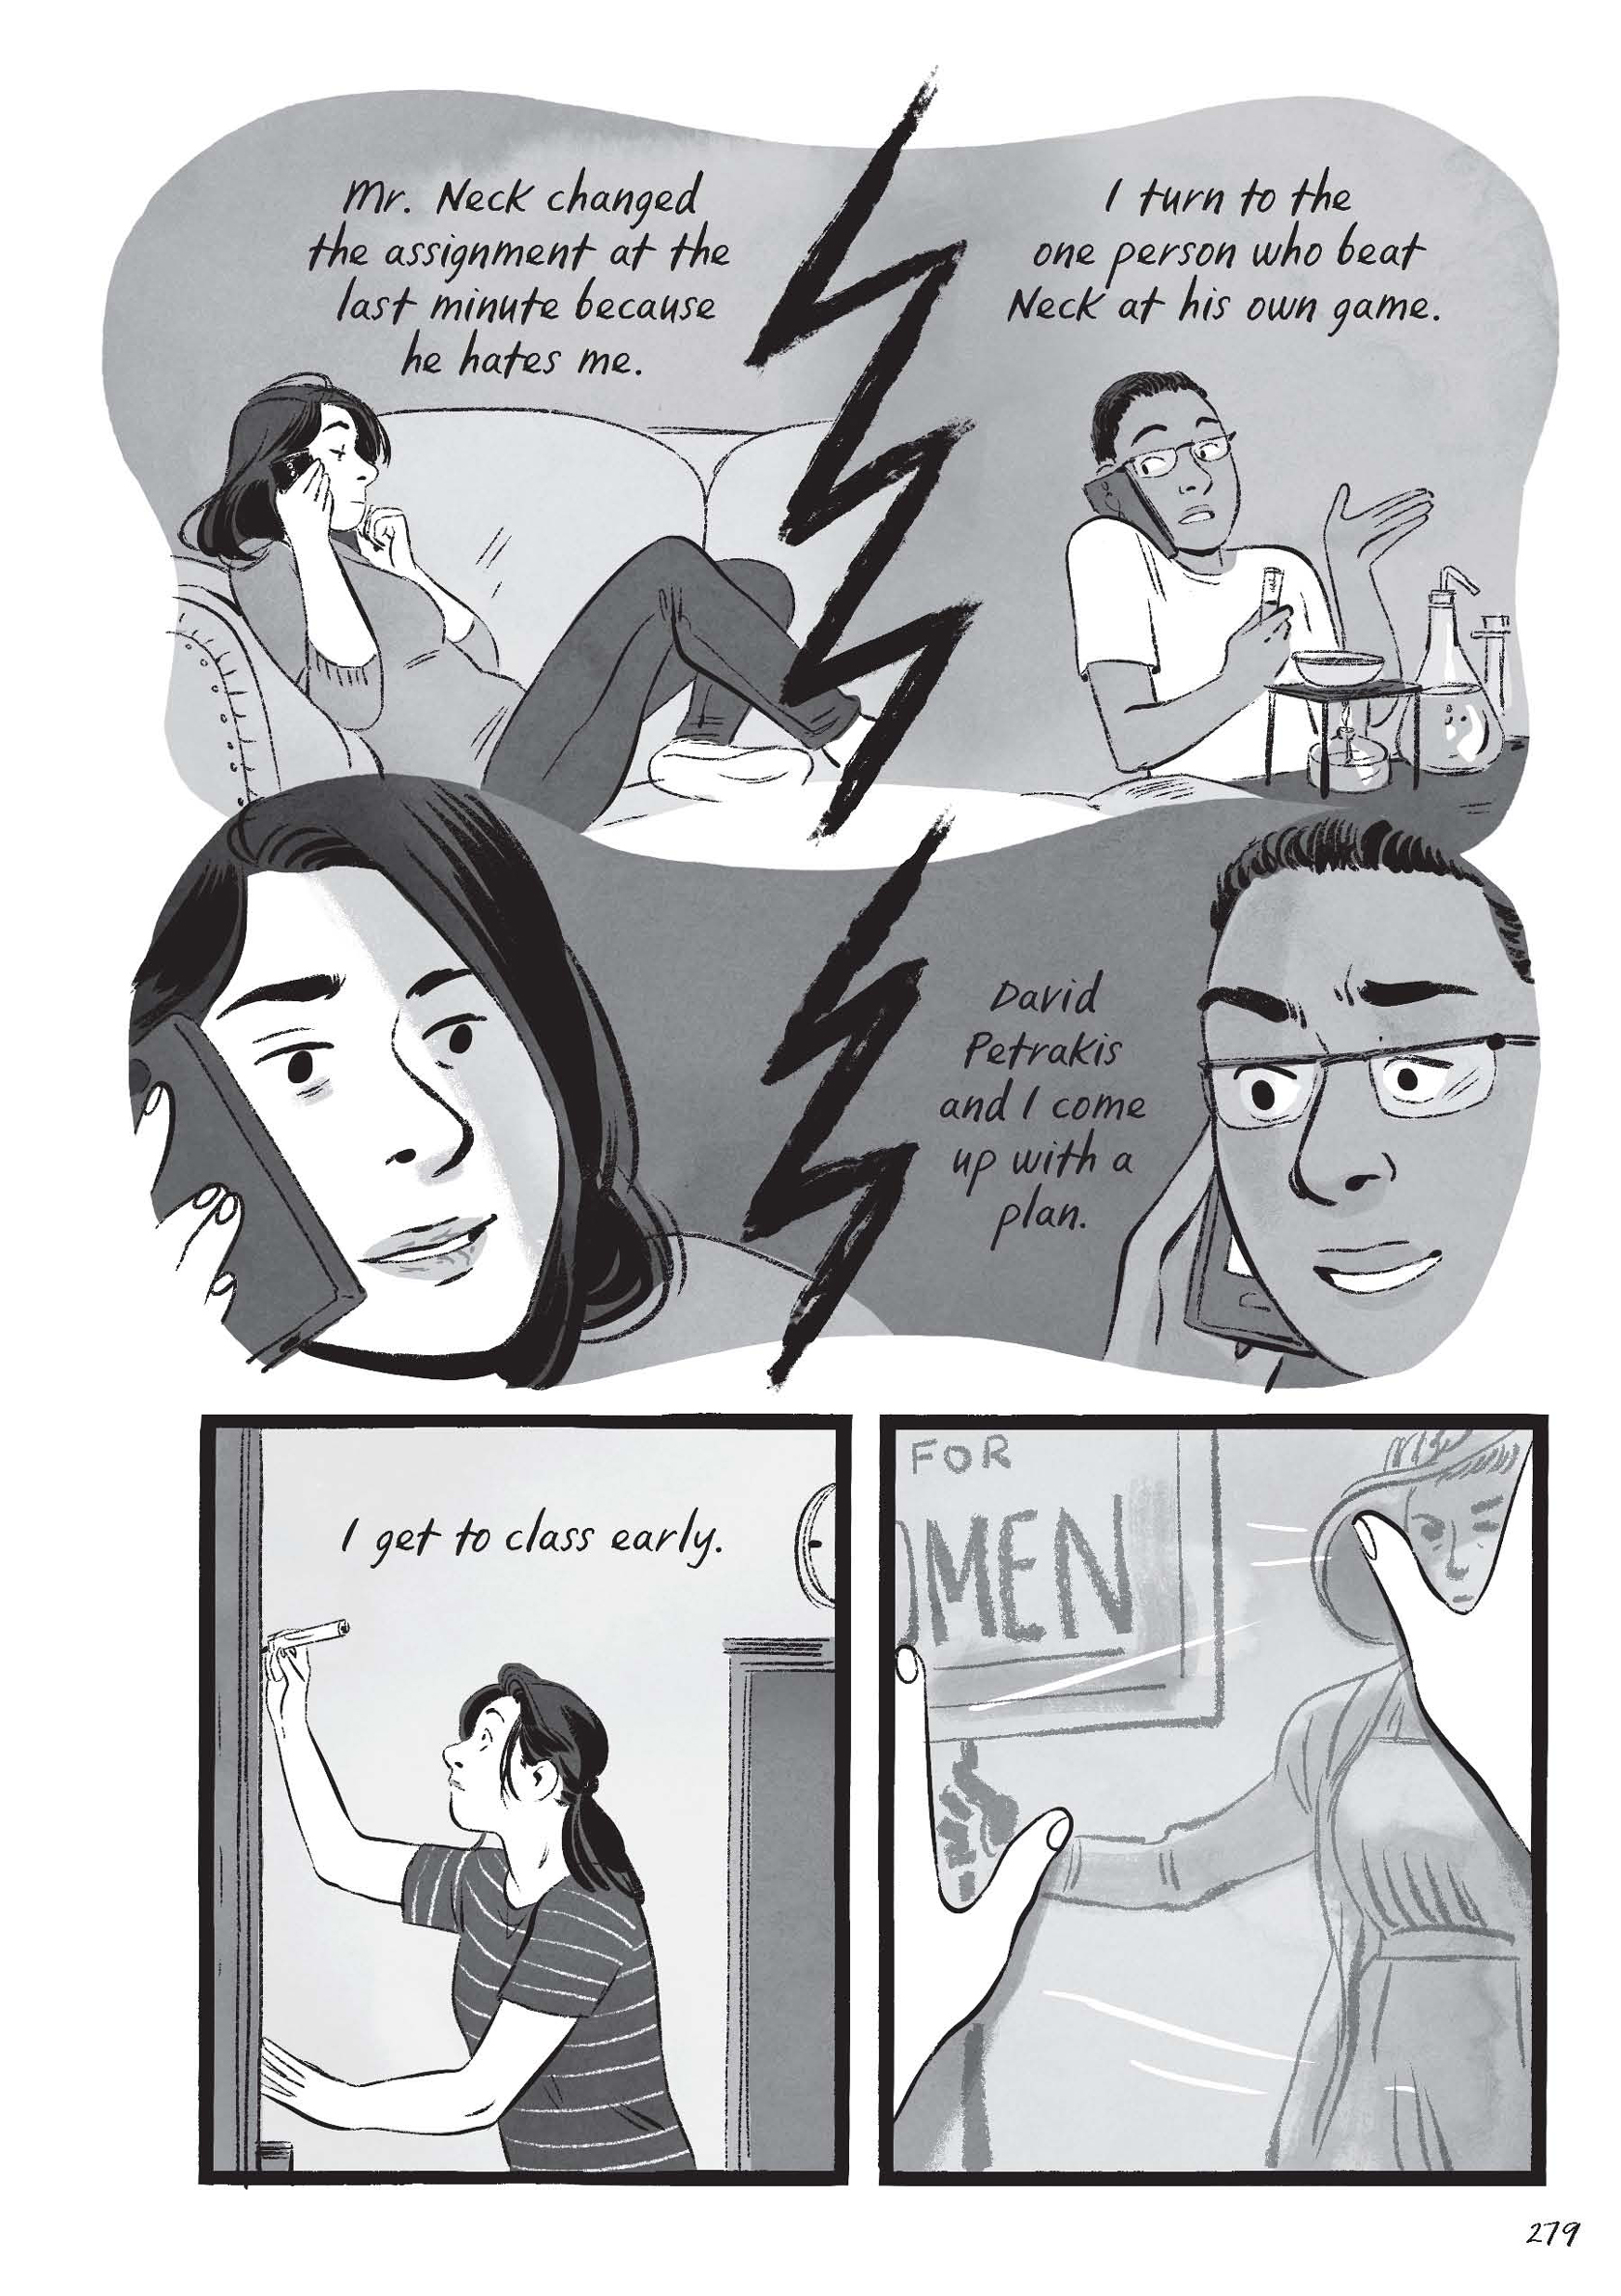 Mr. Neck changed
the assignment at the
last minute because
he hates me.
I turn to the
one person who beat
Neck at his own game.
David
Petrakis
and I come
up with a
plan.
I get to class early.
FOR
OMEN
279